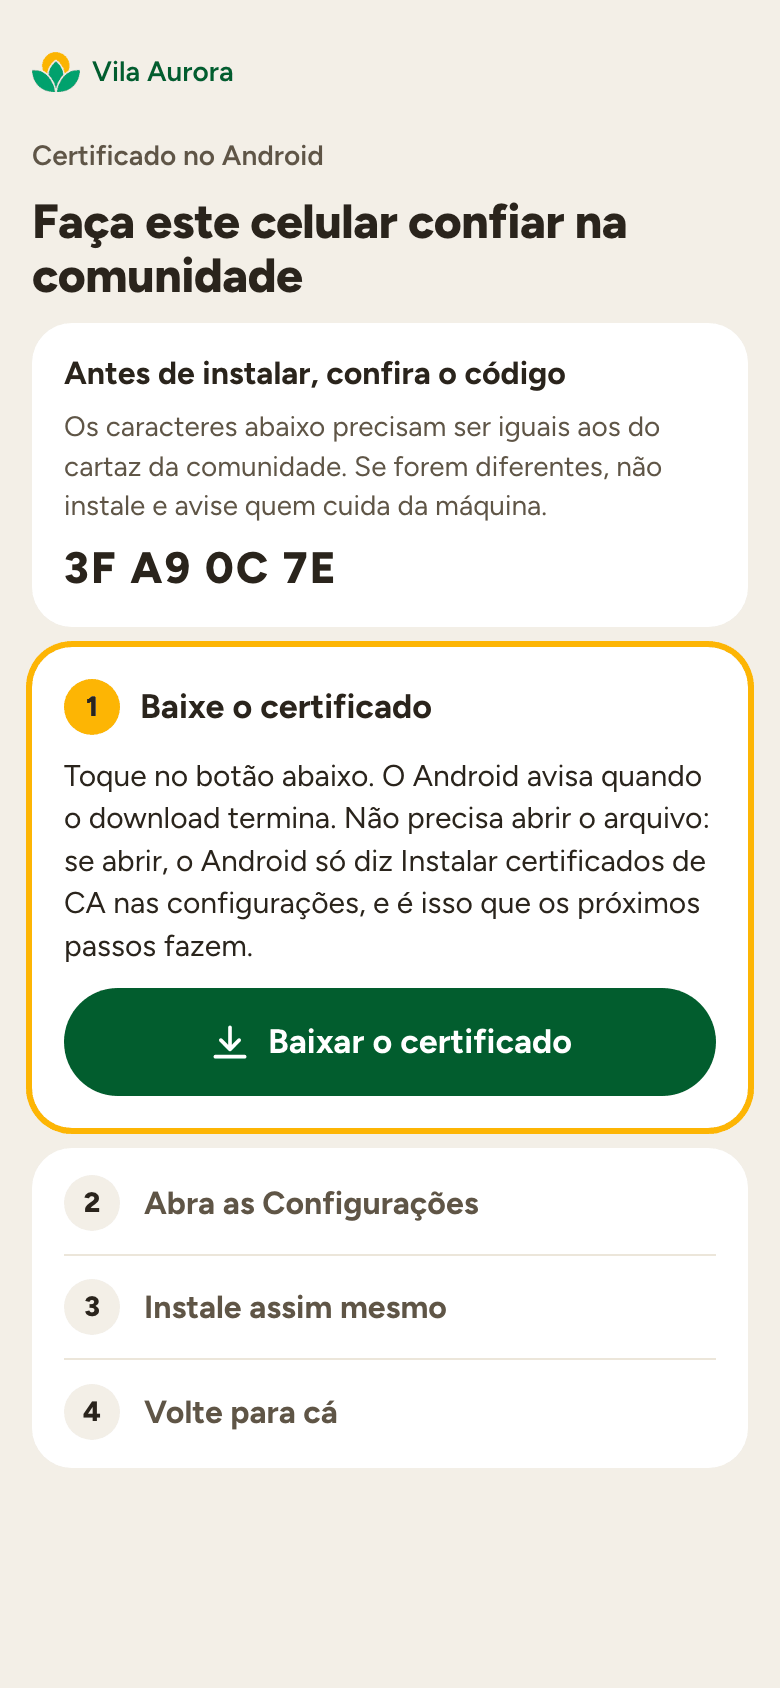 Vila Aurora
Certificado no Android
Faça este celular confiar na
comunidade
Antes de instalar, confira o código
Os caracteres abaixo precisam ser iguais aos do
cartaz da comunidade. Se forem diferentes, não
instale e avise quem cuida da máquina.
3F A9 0C 7E
1 Baixe o certificado
Toque no botão abaixo. O Android avisa quando
o download termina. Não precisa abrir o arquivo:
se abrir, o Android só diz Instalar certificados de
CA nas configurações, e é isso que os próximos
passos fazem.
Baixar o certificado
2 Abra as Configurações
3 Instale assim mesmo
4 Volte para cá